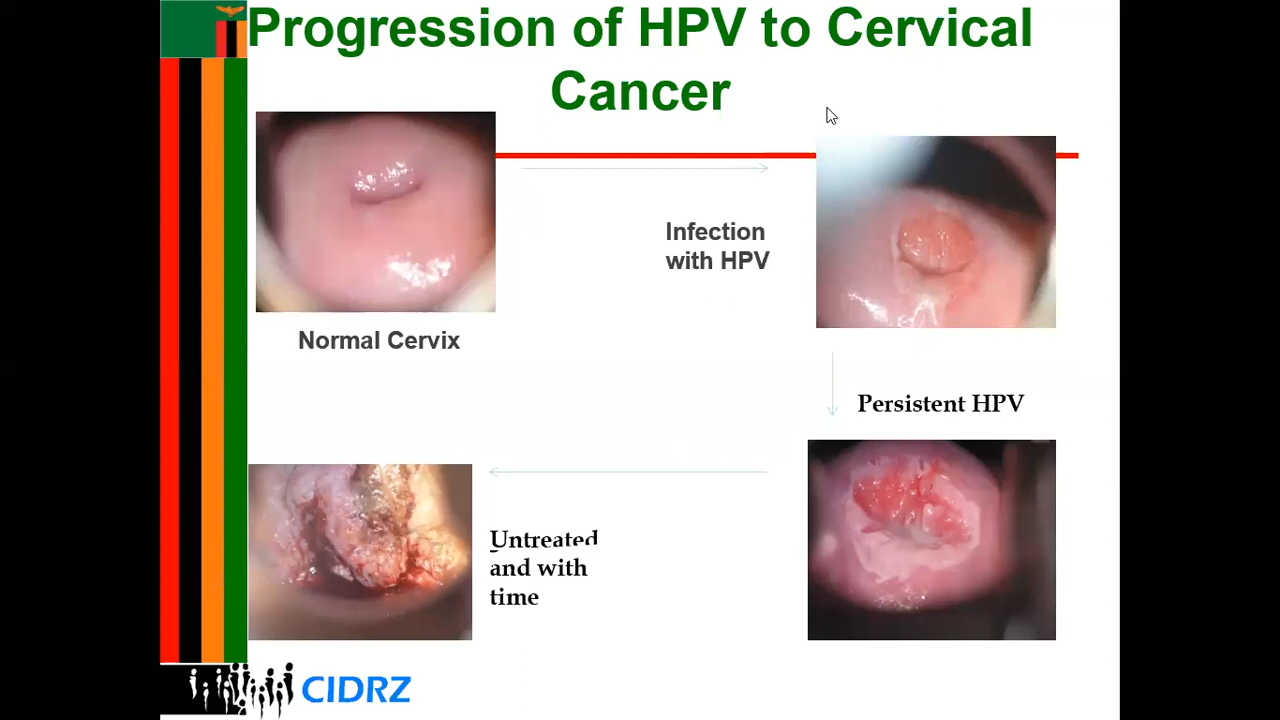 Progression of HPV to Cervical
Cancer
Infection
with HPV
Normal Cervix
Persistent HPV
Untreated
and with
time
CIDRZ